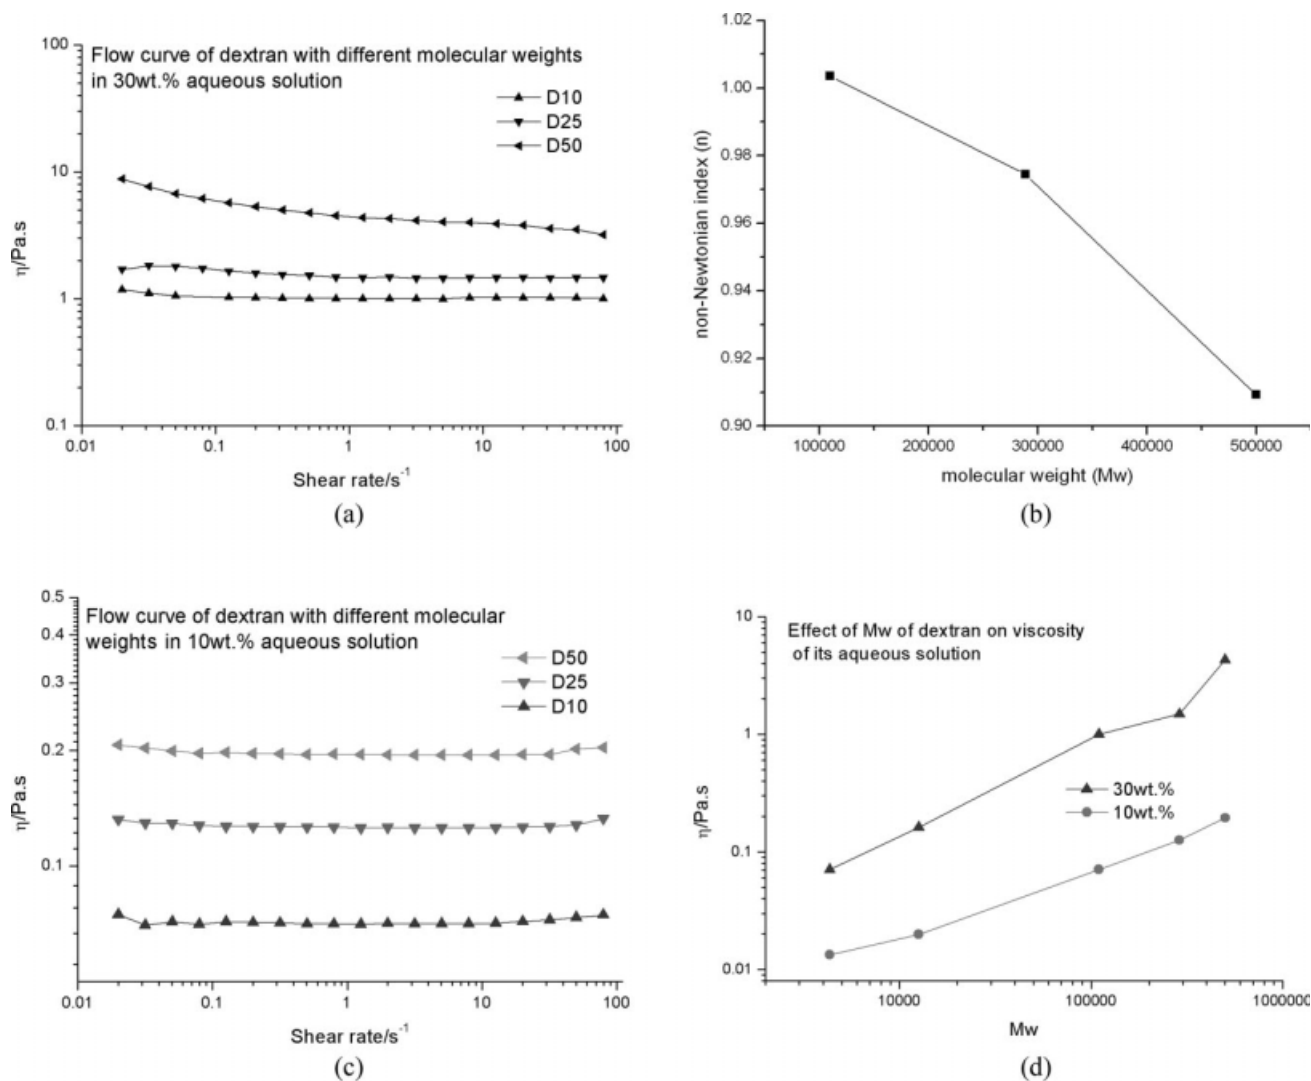 100
Flow curve of dextran with different molecular weights
in 30wt.% aqueous solution
D10
D25
D50
10
1
0.1
η/Pa.s
0.01
0.1
1
10
100
Shear rate/s⁻¹
(a)
1.02
1.00
0.98
0.96
0.94
0.92
0.90
non-Newtonian index (n)
100000
200000
300000
400000
500000
molecular weight (Mw)
(b)
0.5
0.4
0.3
0.2
0.1
Flow curve of dextran with different molecular
weights in 10wt.% aqueous solution
D50
D25
D10
η/Pa.s
0.01
0.1
1
10
100
Shear rate/s⁻¹
(c)
10
Effect of Mw of dextran on viscosity
of its aqueous solution
1
30wt.%
10wt.%
0.1
0.01
η/Pa.s
10000
100000
1000000
Mw
(d)